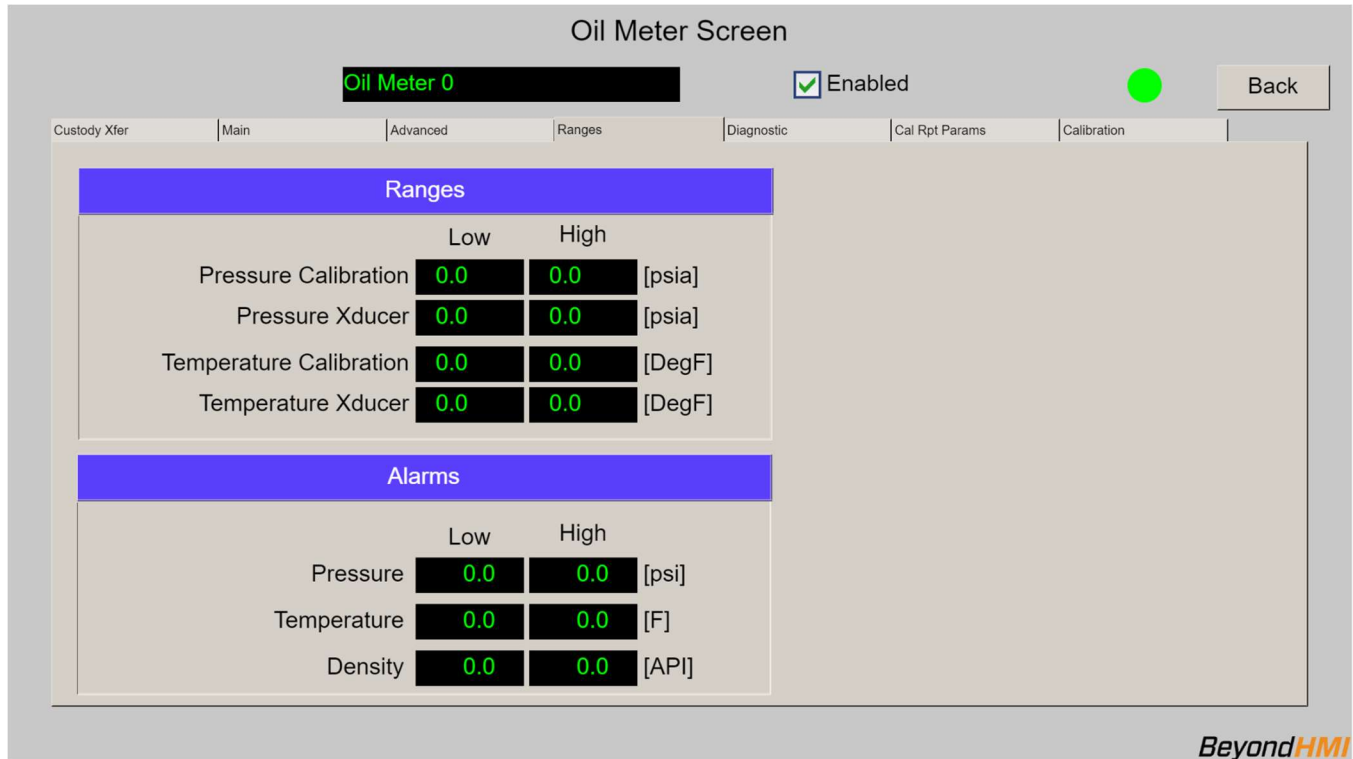 Oil Meter Screen
Oil Meter 0 Enabled Back
Custody Xfer Main Advanced Ranges Diagnostic Cal Rpt Params Calibration
Ranges
Low High
Pressure Calibration 0.0 0.0 [psia]
Pressure Xducer 0.0 0.0 [psia]
Temperature Calibration 0.0 0.0 [DegF]
Temperature Xducer 0.0 0.0 [DegF]
Alarms
Low High
Pressure 0.0 0.0 [psi]
Temperature 0.0 0.0 [F]
Density 0.0 0.0 [API]
BeyondHMI